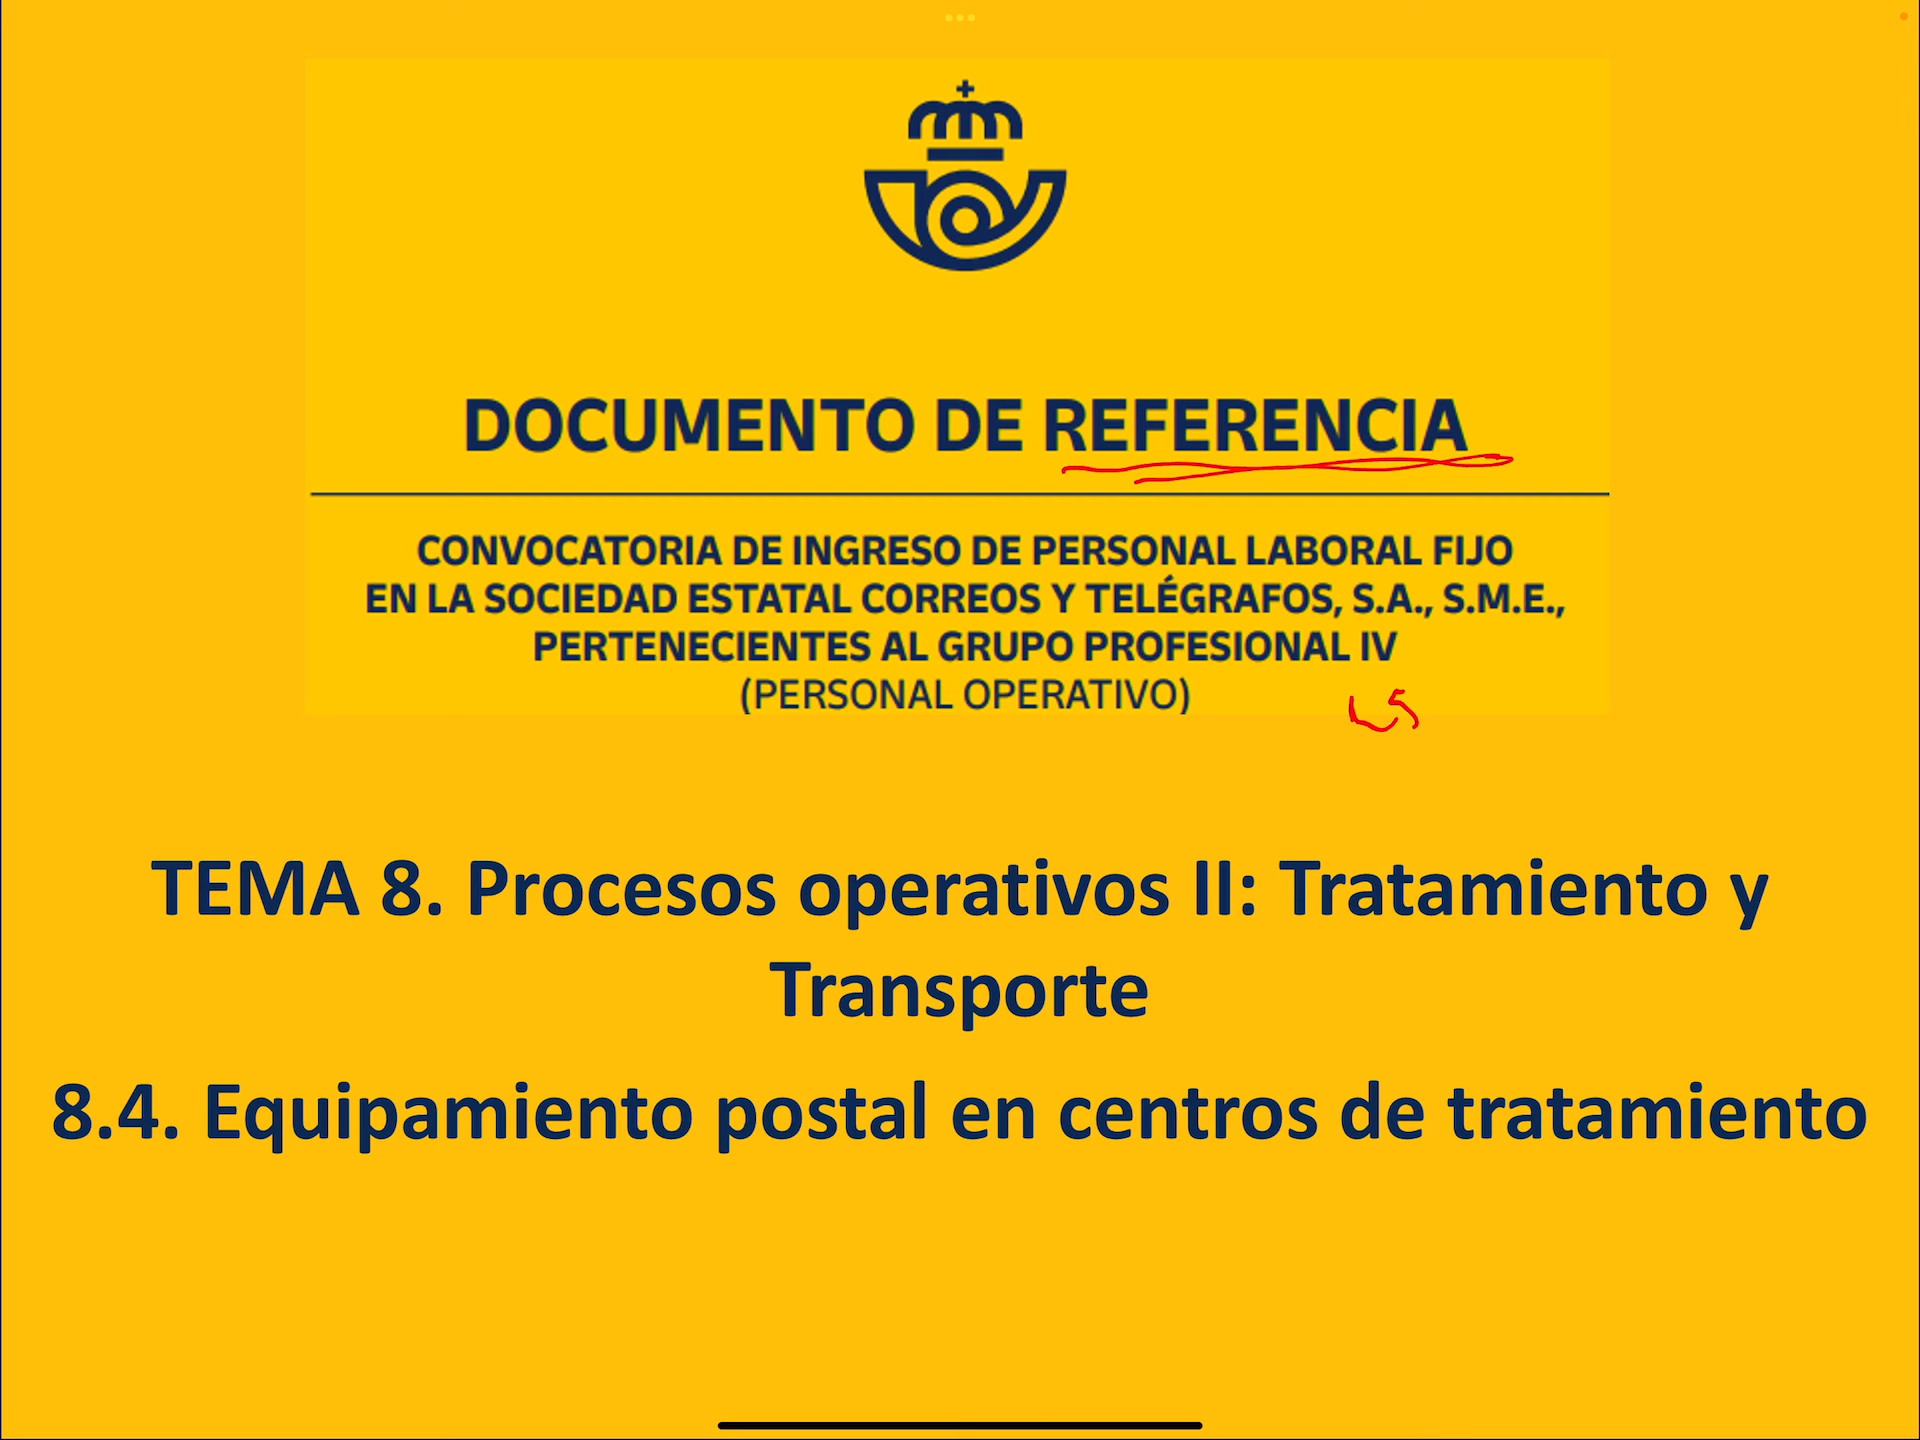 DOCUMENTO DE REFERENCIA
CONVOCATORIA DE INGRESO DE PERSONAL LABORAL FIJO
EN LA SOCIEDAD ESTATAL CORREOS Y TELÉGRAFOS, S.A., S.M.E.,
PERTENECIENTES AL GRUPO PROFESIONAL IV
(PERSONAL OPERATIVO)
TEMA 8. Procesos operativos II: Tratamiento y
Transporte
8.4. Equipamiento postal en centros de tratamiento